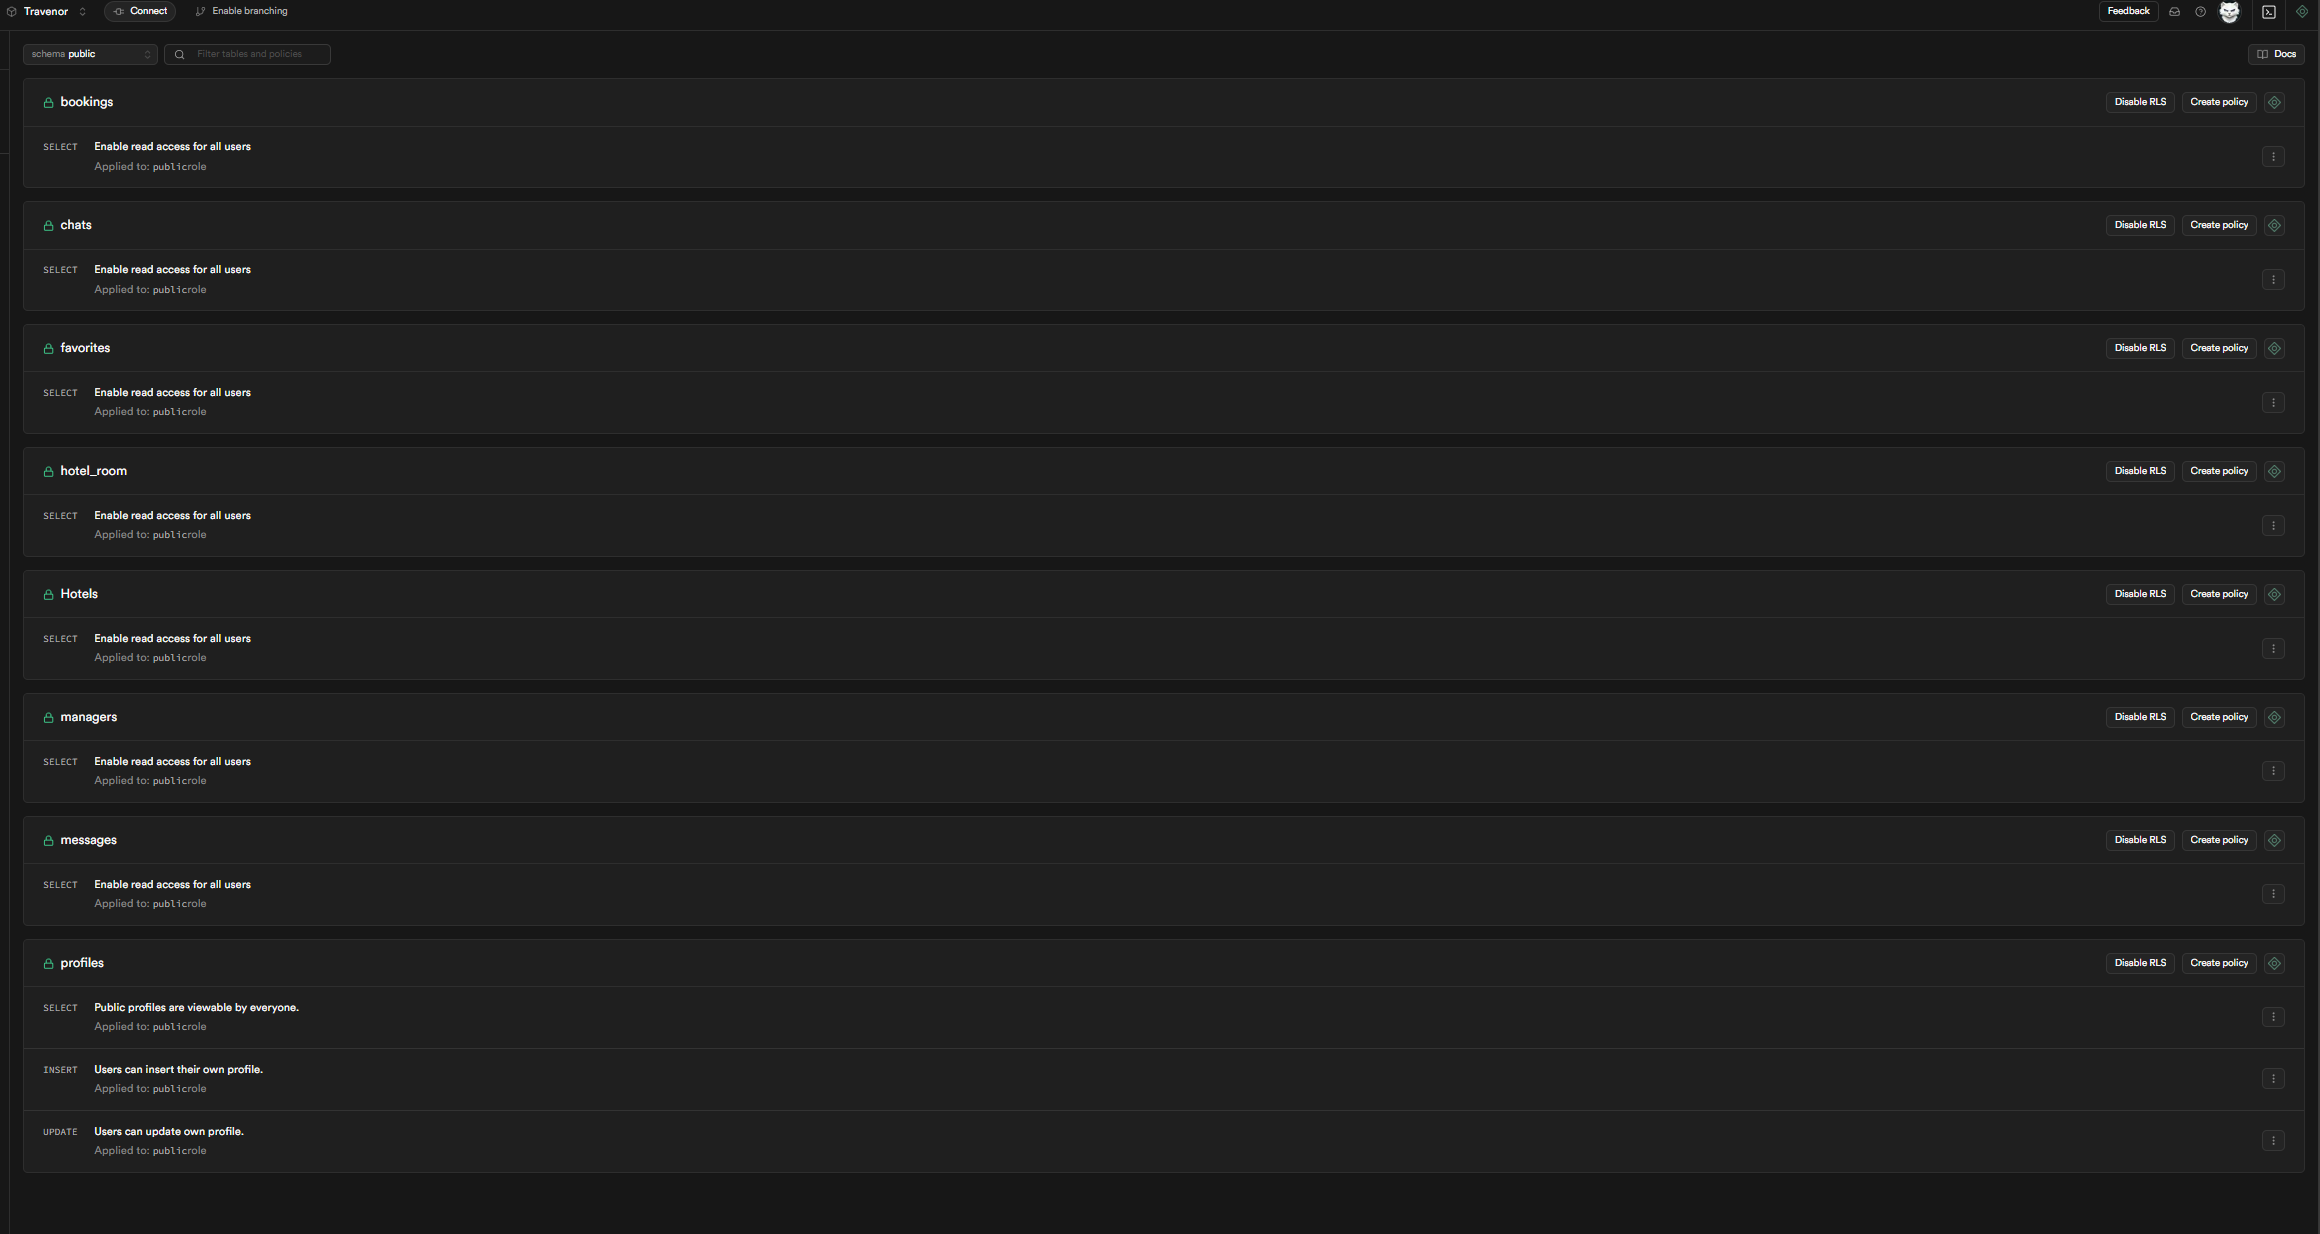 Travenor Connect Enable branching Feedback
schema public Filter tables and policies Docs
bookings Disable RLS Create policy
SELECT Enable read access for all users
Applied to: publicrole
chats Disable RLS Create policy
SELECT Enable read access for all users
Applied to: publicrole
favorites Disable RLS Create policy
SELECT Enable read access for all users
Applied to: publicrole
hotel_room Disable RLS Create policy
SELECT Enable read access for all users
Applied to: publicrole
Hotels Disable RLS Create policy
SELECT Enable read access for all users
Applied to: publicrole
managers Disable RLS Create policy
SELECT Enable read access for all users
Applied to: publicrole
messages Disable RLS Create policy
SELECT Enable read access for all users
Applied to: publicrole
profiles Disable RLS Create policy
SELECT Public profiles are viewable by everyone.
Applied to: publicrole
INSERT Users can insert their own profile.
Applied to: publicrole
UPDATE Users can update own profile.
Applied to: publicrole